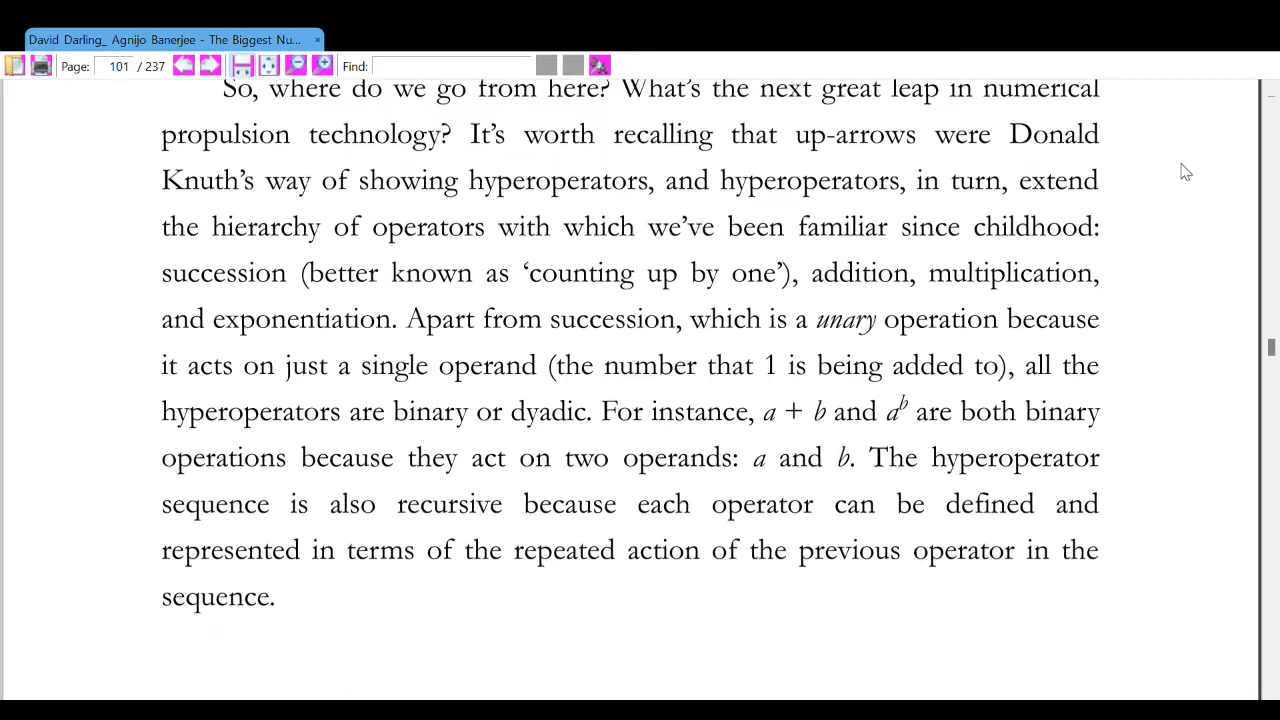 David Darling_ Agnijo Banerjee - The Biggest Nu... ×
Page: 101 / 237 Find:
So, where do we go from here? What’s the next great leap in numerical
propulsion technology? It’s worth recalling that up-arrows were Donald
Knuth’s way of showing hyperoperators, and hyperoperators, in turn, extend
the hierarchy of operators with which we’ve been familiar since childhood:
succession (better known as ‘counting up by one’), addition, multiplication,
and exponentiation. Apart from succession, which is a unary operation because
it acts on just a single operand (the number that 1 is being added to), all the
hyperoperators are binary or dyadic. For instance, a + b and aᵇ are both binary
operations because they act on two operands: a and b. The hyperoperator
sequence is also recursive because each operator can be defined and
represented in terms of the repeated action of the previous operator in the
sequence.